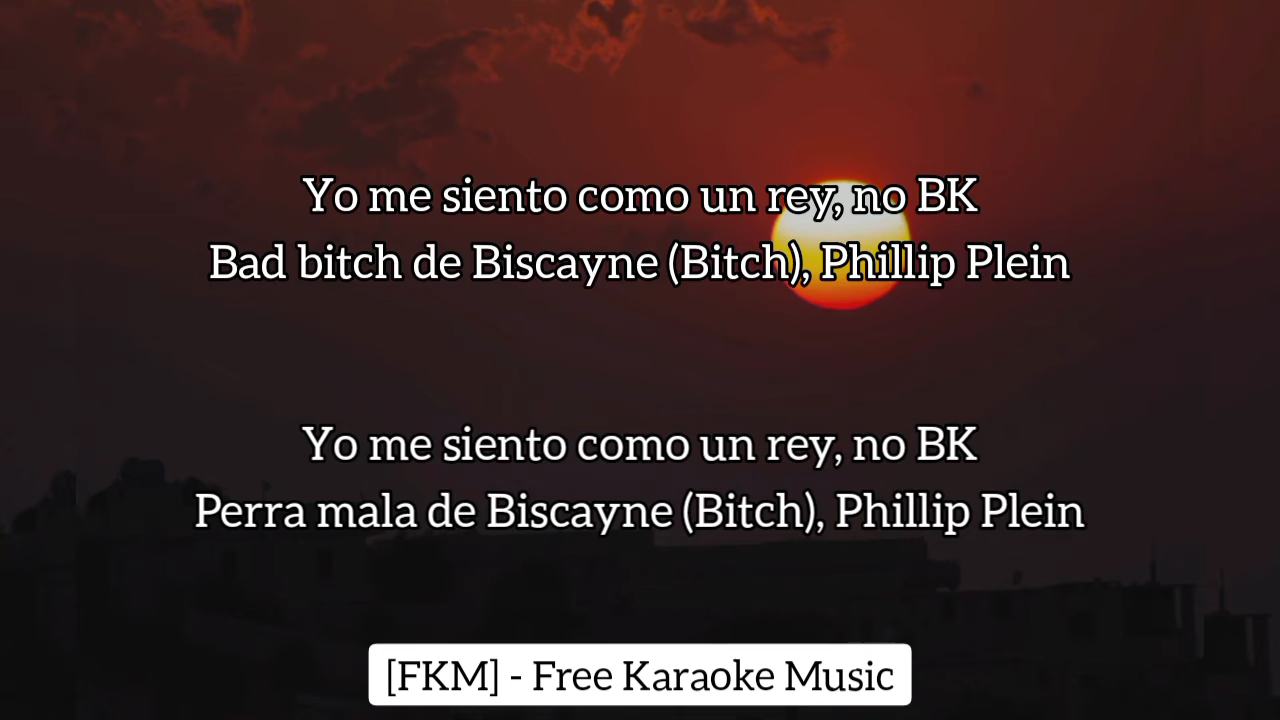 Yo me siento como un rey, no BK
Bad bitch de Biscayne (Bitch), Phillip Plein
Yo me siento como un rey, no BK
Perra mala de Biscayne (Bitch), Phillip Plein
[FKM] - Free Karaoke Music